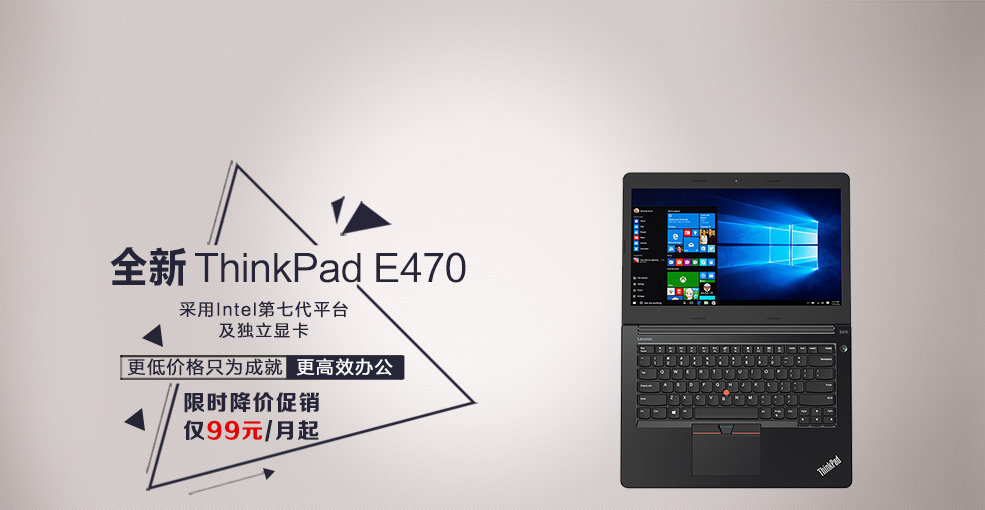 全新 ThinkPad E470
采用Intel第七代平台
及独立显卡
更低价格只为成就 更高效办公
限时降价促销
仅99元/月起
Lenovo
ThinkPad